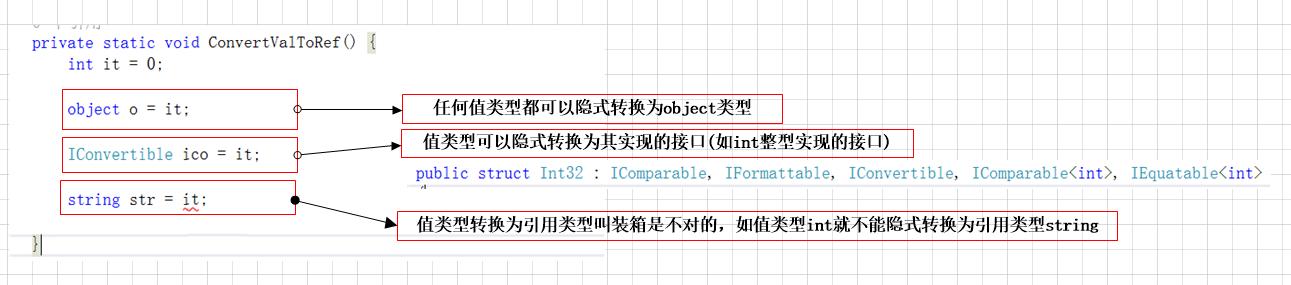 private static void ConvertValToRef() {
int it = 0;
object o = it;
任何值类型都可以隐式转换为object类型
IConvertible ico = it;
值类型可以隐式转换为其实现的接口(如int整型实现的接口)
public struct Int32 : IComparable, IFormattable, IConvertible, IComparable<int>, IEquatable<int>
string str = it;
值类型转换为引用类型叫装箱是不对的，如值类型int就不能隐式转换为引用类型string
}